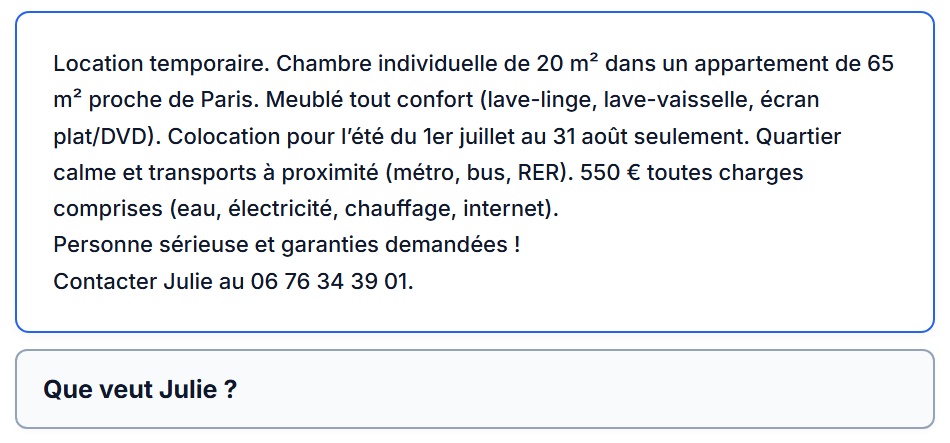 Location temporaire. Chambre individuelle de 20 m² dans un appartement de 65
m² proche de Paris. Meublé tout confort (lave-linge, lave-vaisselle, écran
plat/DVD). Colocation pour l’été du 1er juillet au 31 août seulement. Quartier
calme et transports à proximité (métro, bus, RER). 550 € toutes charges
comprises (eau, électricité, chauffage, internet).
Personne sérieuse et garanties demandées !
Contacter Julie au 06 76 34 39 01.
Que veut Julie ?